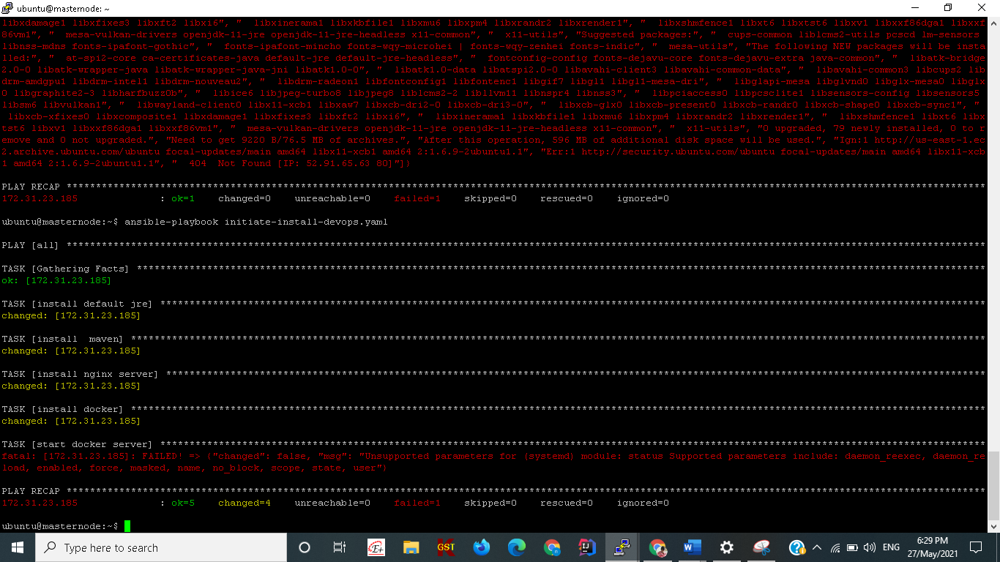 ubuntu@masternode: ~
libxdamage1 libxfixes3 libxft2 libxi6", "  libxinerama1 libxkbfile1 libxmu6 libxpm4 libxrandr2 libxrender1", "  libxshmfence1 libxt6 libxtst6 libxv1 libxxf86dga1 libxxf
86vm1", "  mesa-vulkan-drivers openjdk-11-jre openjdk-11-jre-headless x11-common", "  x11-utils", "Suggested packages:", "  cups-common liblcms2-utils pcscd lm-sensors
libnss-mdns fonts-ipafont-gothic", "  fonts-ipafont-mincho fonts-wqy-microhei | fonts-wqy-zenhei fonts-indic", "  mesa-utils", "The following NEW packages will be insta
lled:", "  at-spi2-core ca-certificates-java default-jre default-jre-headless", "  fontconfig-config fonts-dejavu-core fonts-dejavu-extra java-common", "  libatk-bridge
2.0-0 libatk-wrapper-java libatk-wrapper-java-jni libatk1.0-0", "  libatk1.0-data libatspi2.0-0 libavahi-client3 libavahi-common-data", "  libavahi-common3 libcups2 lib
drm-amdgpu1 libdrm-intel1 libdrm-nouveau2", "  libdrm-radeon1 libfontconfig1 libfontenc1 libgif7 libgl1 libgl1-mesa-dri", "  libglapi-mesa libglvnd0 libglx-mesa0 libglx
0 libgraphite2-3 libharfbuzz0b", "  libice6 libjpeg-turbo8 libjpeg8 liblcms2-2 libllvm11 libnspr4 libnss3", "  libpciaccess0 libpcsclite1 libsensors-config libsensors5
libsm6 libvulkan1", "  libwayland-client0 libx11-xcb1 libxaw7 libxcb-dri2-0 libxcb-dri3-0", "  libxcb-glx0 libxcb-present0 libxcb-randr0 libxcb-shape0 libxcb-sync1", "
 libxcb-xfixes0 libxcomposite1 libxdamage1 libxfixes3 libxft2 libxi6", "  libxinerama1 libxkbfile1 libxmu6 libxpm4 libxrandr2 libxrender1", "  libxshmfence1 libxt6 lib
xtst6 libxv1 libxxf86dga1 libxxf86vm1", "  mesa-vulkan-drivers openjdk-11-jre openjdk-11-jre-headless x11-common", "  x11-utils", "0 upgraded, 79 newly installed, 0 to r
emove and 0 not upgraded.", "Need to get 9220 B/76.5 MB of archives.", "After this operation, 596 MB of additional disk space will be used.", "Ign:1 http://us-east-1.ec
2.archive.ubuntu.com/ubuntu focal-updates/main amd64 libx11-xcb1 amd64 2:1.6.9-2ubuntu1.1", "Err:1 http://security.ubuntu.com/ubuntu focal-updates/main amd64 libx11-xcb
1 amd64 2:1.6.9-2ubuntu1.1", "  404  Not Found [IP: 52.91.65.63 80]"]}
PLAY RECAP *********************************************************************
172.31.23.185 : ok=1 changed=0 unreachable=0 failed=1 skipped=0 rescued=0 ignored=0
ubuntu@masternode:~$ ansible-playbook initiate-install-devops.yaml
PLAY [all] *********************************************************************
TASK [Gathering Facts] *********************************************************************
ok: [172.31.23.185]
TASK [install default jre] *********************************************************************
changed: [172.31.23.185]
TASK [install  maven] *********************************************************************
changed: [172.31.23.185]
TASK [install nginx server] *********************************************************************
changed: [172.31.23.185]
TASK [install docker] *********************************************************************
changed: [172.31.23.185]
TASK [start docker server] *********************************************************************
fatal: [172.31.23.185]: FAILED! => {"changed": false, "msg": "Unsupported parameters for (systemd) module: status Supported parameters include: daemon_reexec, daemon_re
load, enabled, force, masked, name, no_block, scope, state, user"}
PLAY RECAP *********************************************************************
172.31.23.185 : ok=5 changed=4 unreachable=0 failed=1 skipped=0 rescued=0 ignored=0
ubuntu@masternode:~$
Type here to search
E+
GST
IJ
W
ENG
6:29 PM
27/May/2021